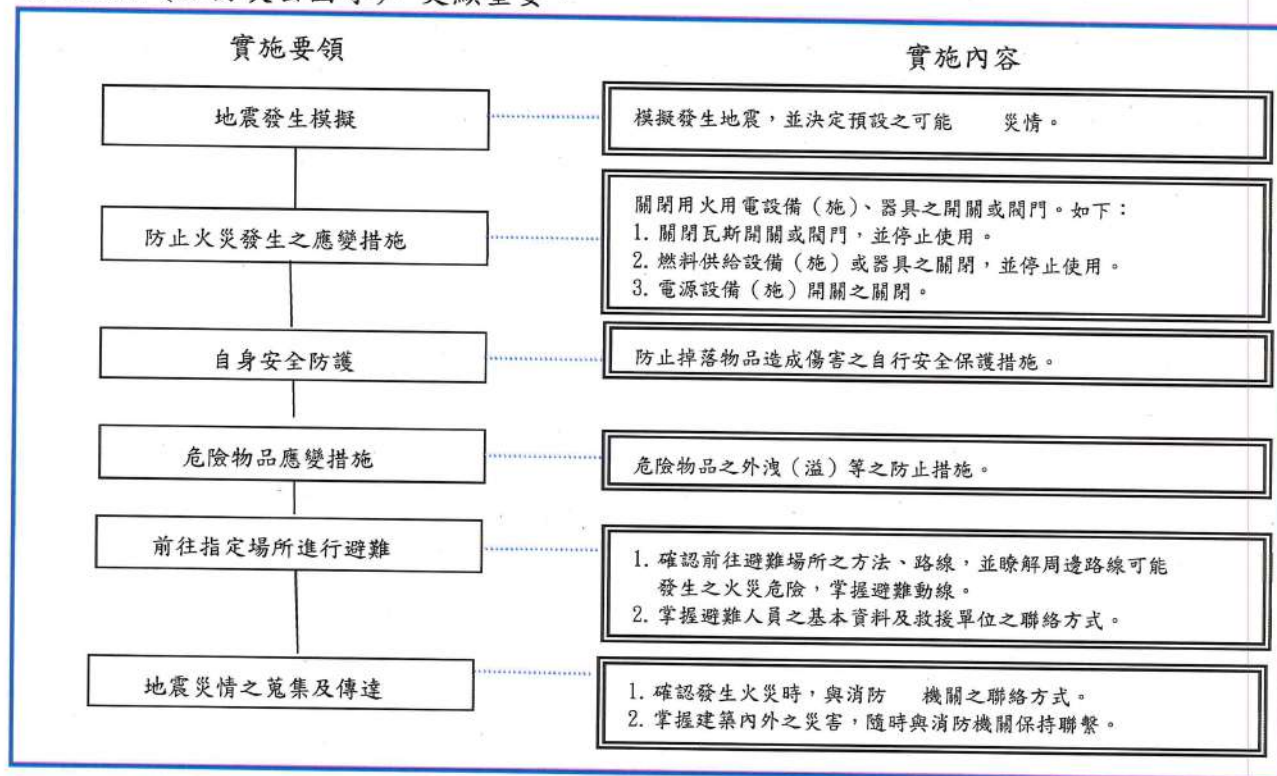 實施要領
實施內容
地震發生模擬
模擬發生地震，並決定預設之可能 災情。
防止火災發生之應變措施
關閉用火用電設備（施）、器具之開關或閥門。如下：
1. 關閉瓦斯開關或閥門，並停止使用。
2. 燃料供給設備（施）或器具之關閉，並停止使用。
3. 電源設備（施）開關之關閉。
自身安全防護
防止掉落物品造成傷害之自行安全保護措施。
危險物品應變措施
危險物品之外洩（溢）等之防止措施。
前往指定場所進行避難
1. 確認前往避難場所之方法、路線，並瞭解周邊路線可能
發生之火災危險，掌握避難動線。
2. 掌握避難人員之基本資料及救援單位之聯絡方式。
地震災情之蒐集及傳達
1. 確認發生火災時，與消防 機關之聯絡方式。
2. 掌握建築內外之災害，隨時與消防機關保持聯繫。